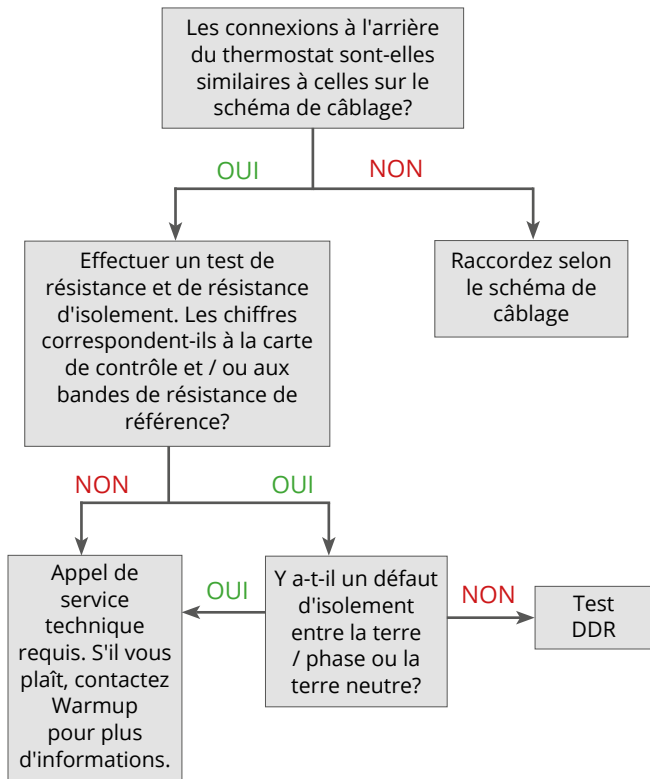 Les connexions à l'arrière
du thermostat sont-elles
similaires à celles sur le
schéma de câblage?
OUI
NON
Effectuer un test de
résistance et de résistance
d'isolement. Les chiffres
correspondent-ils à la carte
de contrôle et / ou aux
bandes de résistance de
référence?
Raccordez selon
le schéma de
câblage
NON
OUI
Appel de
service
technique
requis. S'il vous
plaît, contactez
Warmup
pour plus
d'informations.
OUI
Y a-t-il un défaut
d'isolement
entre la terre
/ phase ou la
terre neutre?
NON
Test
DDR